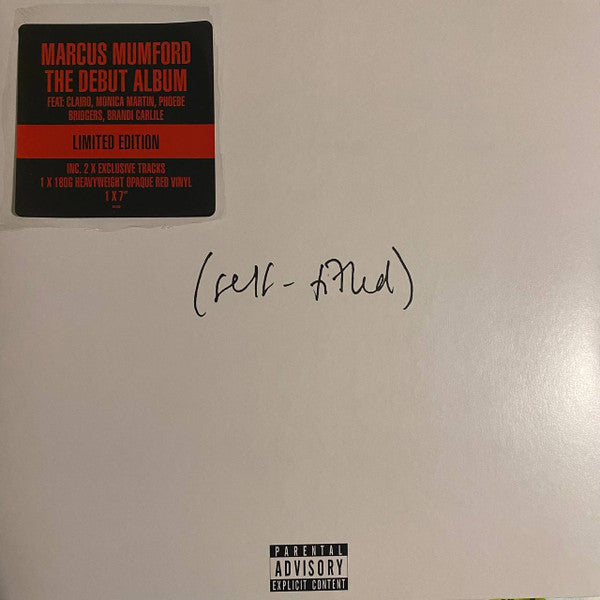 MARCUS MUMFORD
THE DEBUT ALBUM
FEAT: CLAIRO, MONICA MARTIN, PHOEBE
BRIDGERS, BRANDI CARLILE
LIMITED EDITION
INC. 2 X EXCLUSIVE TRACKS
1 X 180G HEAVYWEIGHT OPAQUE RED VINYL
1 X 7"
(self-titled)
PARENTAL
ADVISORY
EXPLICIT CONTENT